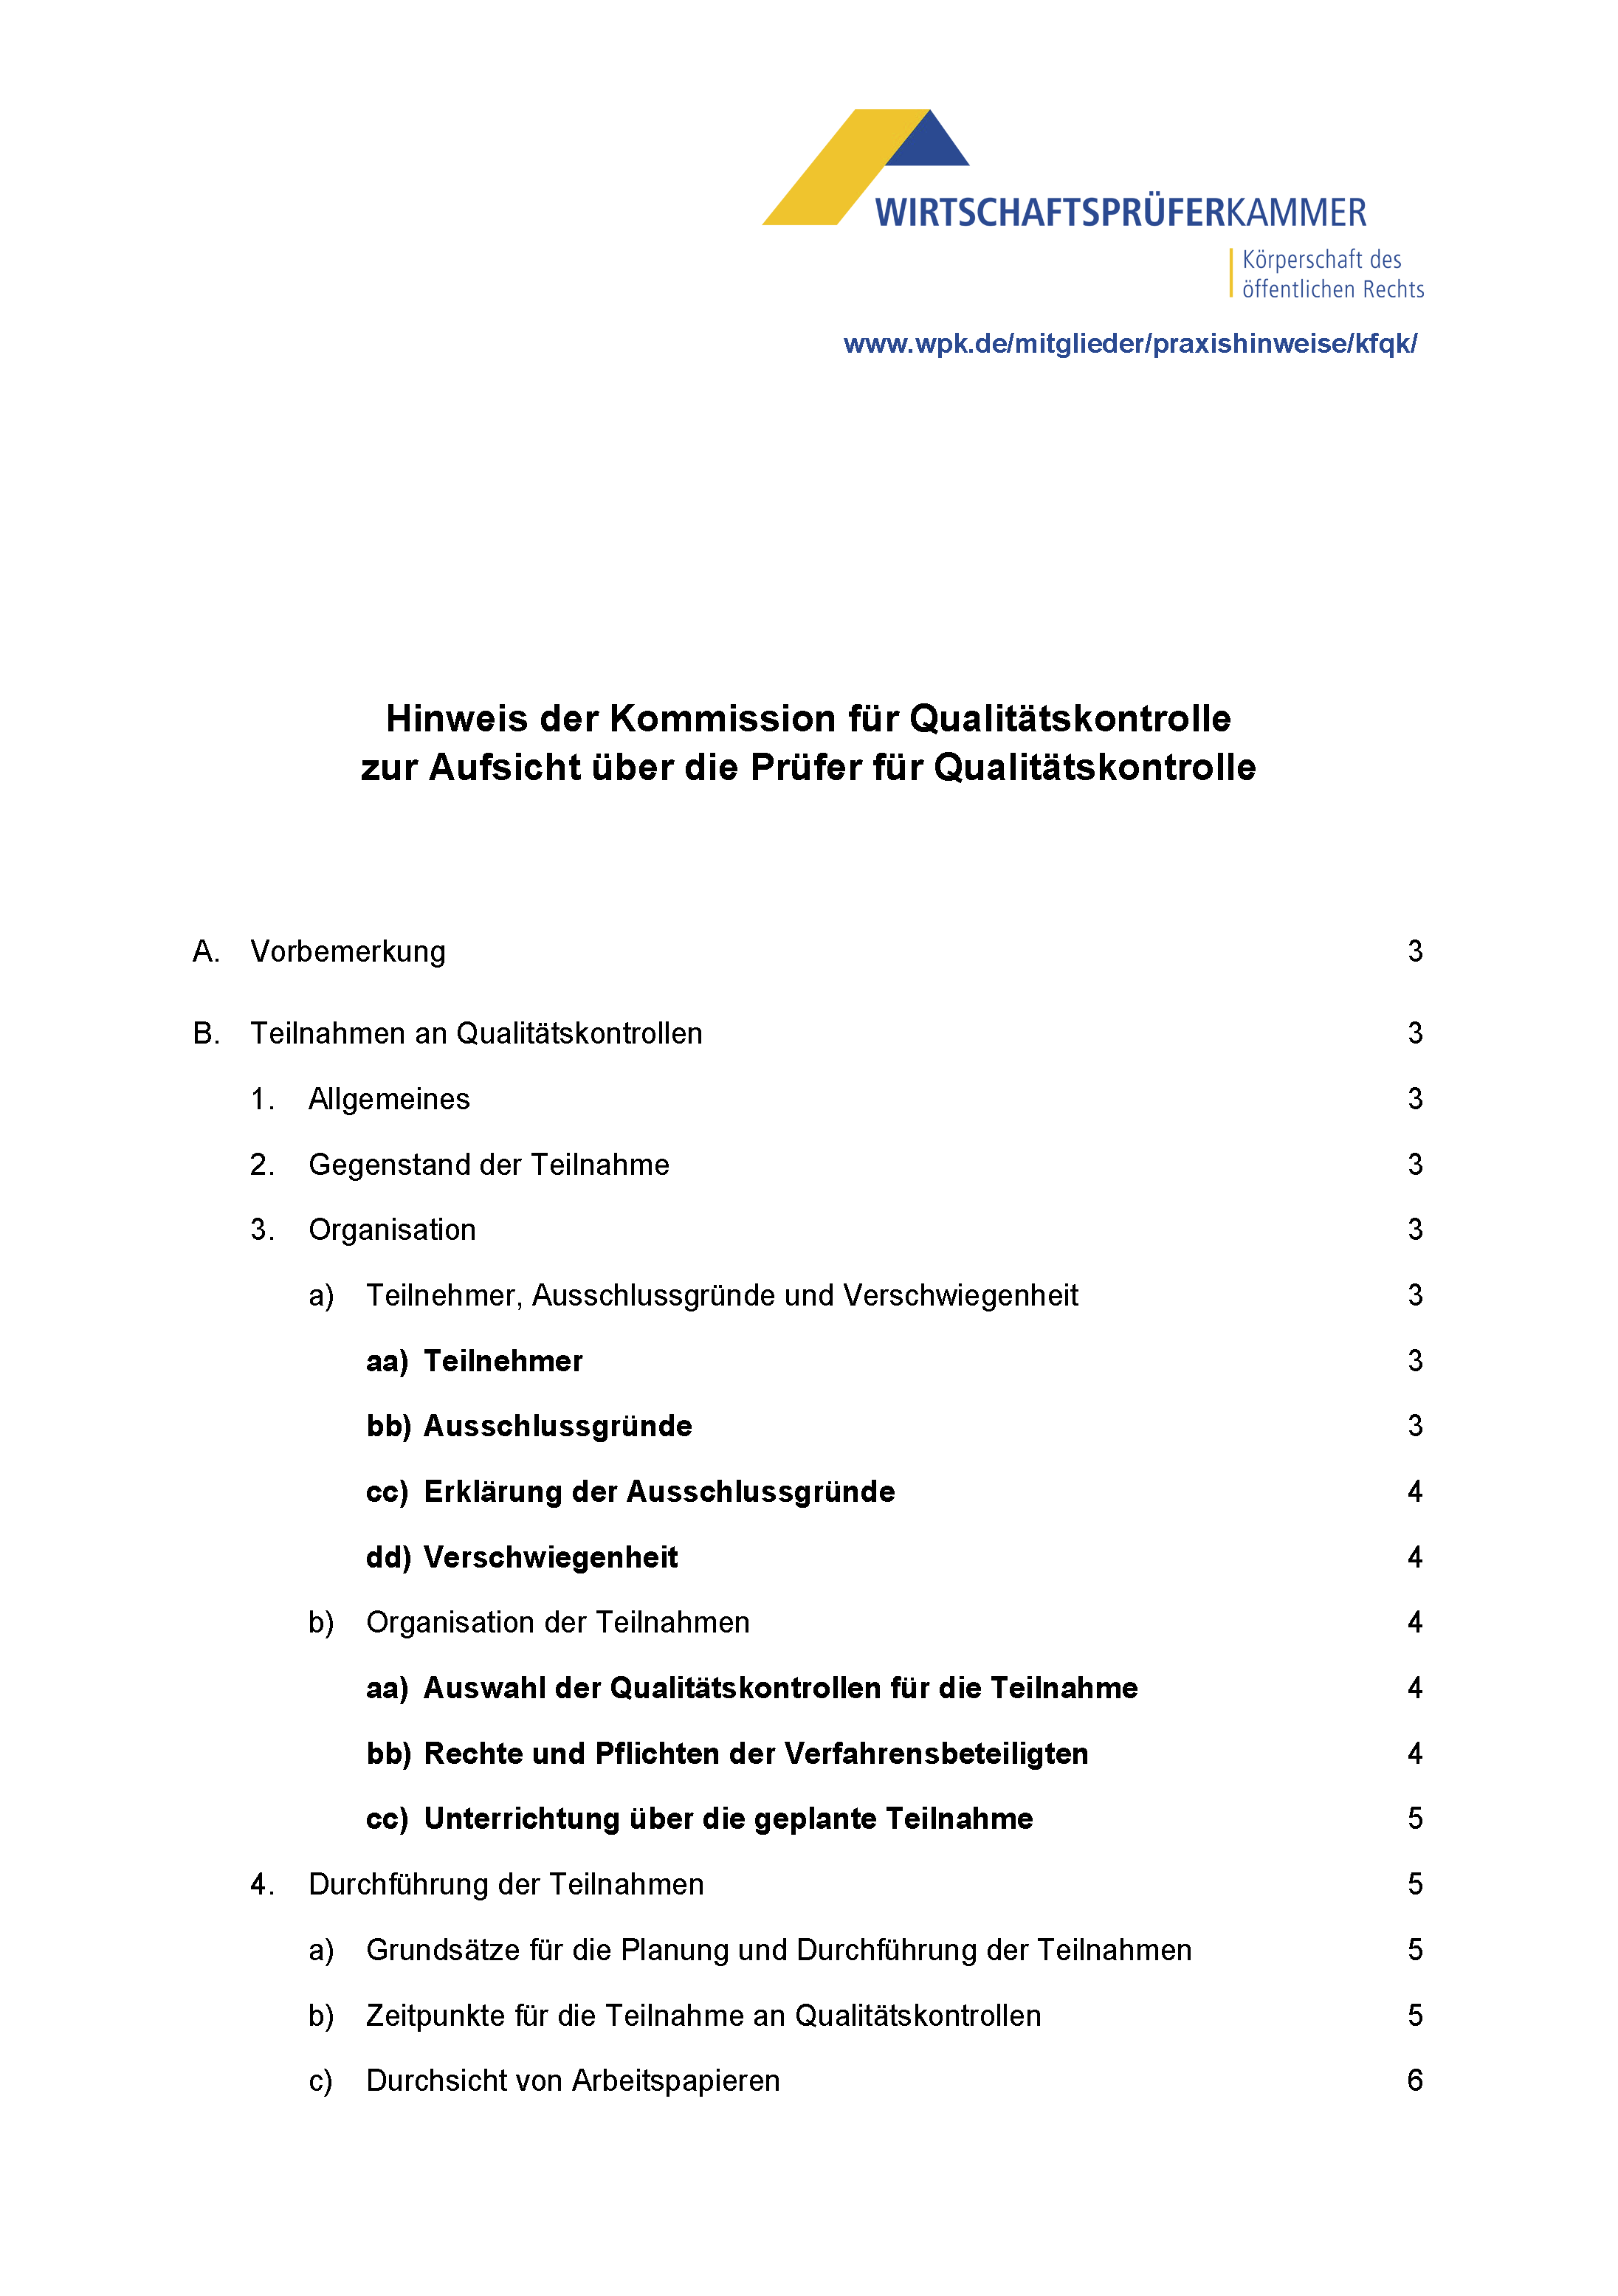 WIRTSCHAFTSPRÜFERKAMMER
Körperschaft des
öffentlichen Rechts
www.wpk.de/mitglieder/praxishinweise/kfqk/
Hinweis der Kommission für Qualitätskontrolle
zur Aufsicht über die Prüfer für Qualitätskontrolle
A. Vorbemerkung 3
B. Teilnahmen an Qualitätskontrollen 3
1. Allgemeines 3
2. Gegenstand der Teilnahme 3
3. Organisation 3
a) Teilnehmer, Ausschlussgründe und Verschwiegenheit 3
aa) Teilnehmer 3
bb) Ausschlussgründe 3
cc) Erklärung der Ausschlussgründe 4
dd) Verschwiegenheit 4
b) Organisation der Teilnahmen 4
aa) Auswahl der Qualitätskontrollen für die Teilnahme 4
bb) Rechte und Pflichten der Verfahrensbeteiligten 4
cc) Unterrichtung über die geplante Teilnahme 5
4. Durchführung der Teilnahmen 5
a) Grundsätze für die Planung und Durchführung der Teilnahmen 5
b) Zeitpunkte für die Teilnahme an Qualitätskontrollen 5
c) Durchsicht von Arbeitspapieren 6